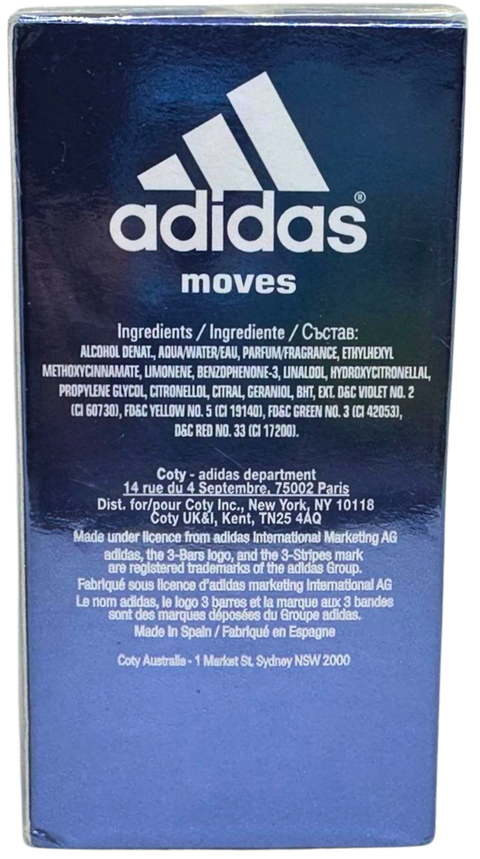 adidas®
moves
Ingredients / Ingrediente / Състав:
ALCOHOL DENAT., AQUA/WATER/EAU, PARFUM/FRAGRANCE, ETHYLHEXYL
METHOXYCINNAMATE, LIMONENE, BENZOPHENONE-3, LINALOOL, HYDROXYCITRONELLAL,
PROPYLENE GLYCOL, CITRONELLOL, CITRAL, GERANIOL, BHT, EXT. D&C VIOLET NO. 2
(CI 60730), FD&C YELLOW NO. 5 (CI 19140), FD&C GREEN NO. 3 (CI 42053),
D&C RED NO. 33 (CI 17200).
Coty - adidas department
14 rue du 4 Septembre, 75002 Paris
Dist. for/pour Coty Inc., New York, NY 10118
Coty UK&I, Kent, TN25 4AQ
Made under licence from adidas International Marketing AG
adidas, the 3-Bars logo, and the 3-Stripes mark
are registered trademarks of the adidas Group.
Fabriqué sous licence d'adidas marketing International AG
Le nom adidas, le logo 3 barres et la marque aux 3 bandes
sont des marques déposées du Groupe adidas.
Made in Spain / Fabriqué en Espagne
Coty Australia - 1 Market St, Sydney NSW 2000